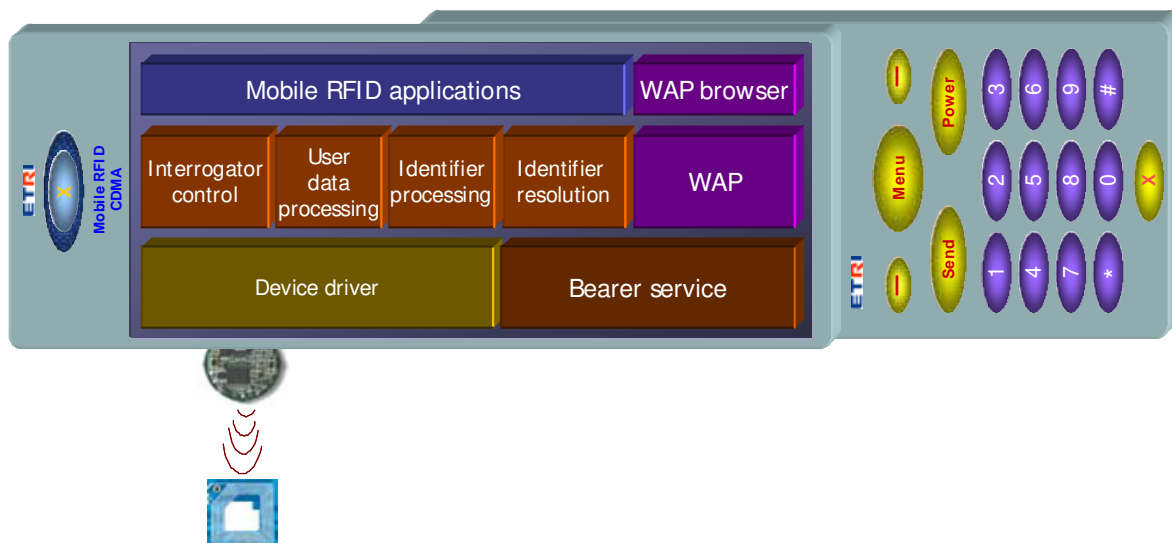 ETRI
X
Mobile RFID
CDMA
Mobile RFID applications
WAP browser
Interrogator
control
User
data
processing
Identifier
processing
Identifier
resolution
WAP
Device driver
Bearer service
ETRI
Menu
Power
Send
3
6
9
#
2
5
8
0
1
4
7
*
X